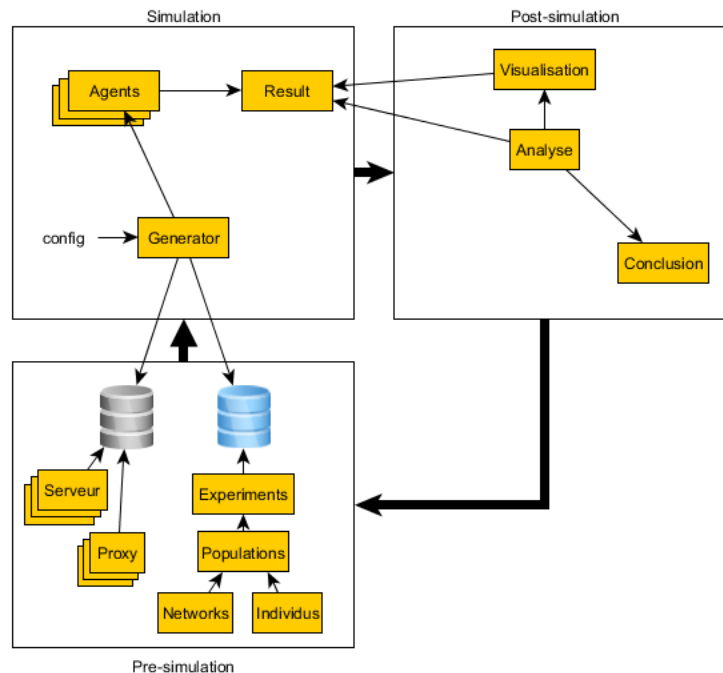 Simulation
Post-simulation
Agents
Result
Visualisation
Analyse
config
Generator
Conclusion
Serveur
Experiments
Proxy
Populations
Networks
Individus
Pre-simulation